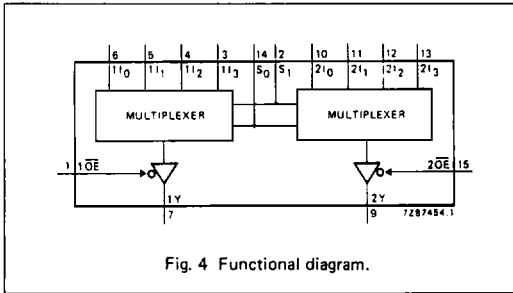 6 5 4 3 14 2 10 11 12 13
1I0 1I1 1I2 1I3 S0 S1 2I0 2I1 2I2 2I3
MULTIPLEXER MULTIPLEXER
1 1OE 2OE 15
1Y 2Y
7 9 7Z87454.1
Fig. 4 Functional diagram.